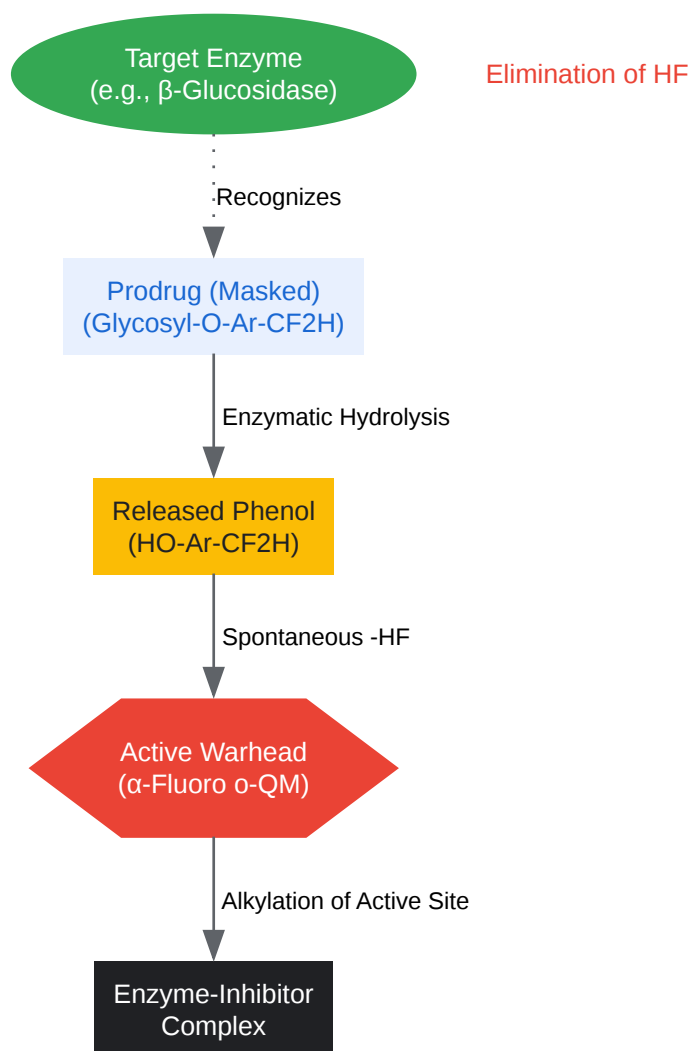 Target Enzyme
(e.g., β-Glucosidase)
Elimination of HF
Recognizes
Prodrug (Masked)
(Glycosyl-O-Ar-CF2H)
Enzymatic Hydrolysis
Released Phenol
(HO-Ar-CF2H)
Spontaneous -HF
Active Warhead
(α-Fluoro o-QM)
Alkylation of Active Site
Enzyme-Inhibitor
Complex